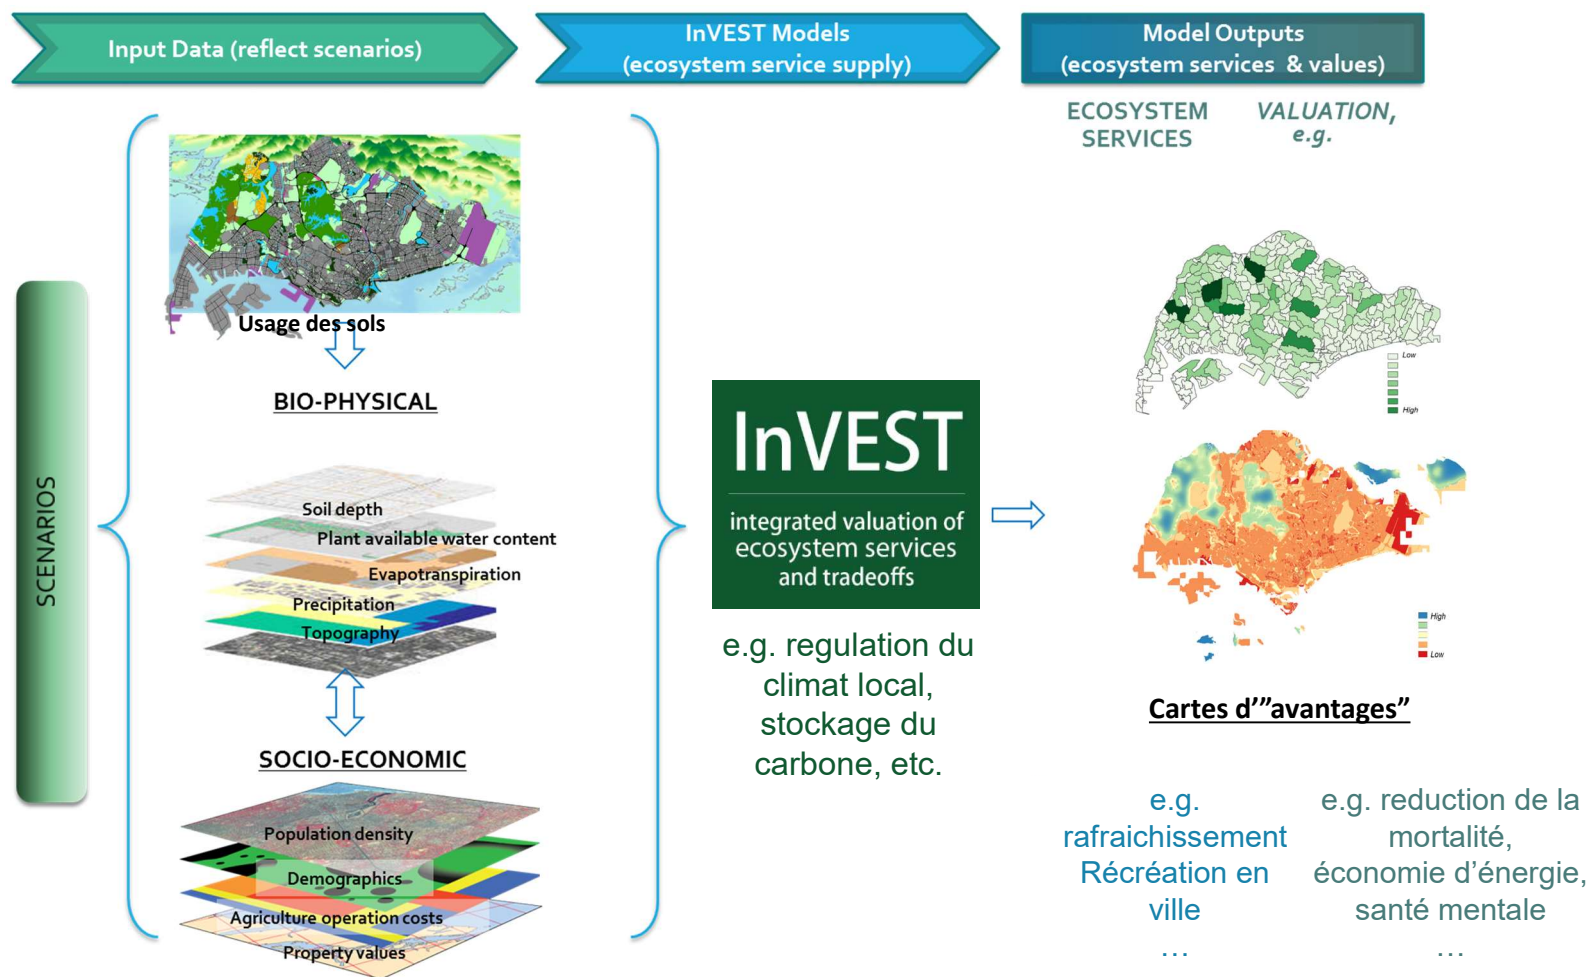 Input Data (reflect scenarios)
InVEST Models
(ecosystem service supply)
Model Outputs
(ecosystem services & values)
ECOSYSTEM
SERVICES
VALUATION,
e.g.
SCENARIOS
Usage des sols
BIO-PHYSICAL
Soil depth
Plant available water content
Evapotranspiration
Precipitation
Topography
SOCIO-ECONOMIC
Population density
Demographics
Agriculture operation costs
Property values
InVEST
integrated valuation of
ecosystem services
and tradeoffs
e.g. regulation du
climat local,
stockage du
carbone, etc.
Low
High
High
Low
Cartes d'"avantages"
e.g.
rafraichissement
Récréation en
ville
…
e.g. reduction de la
mortalité,
économie d'énergie,
santé mentale
…